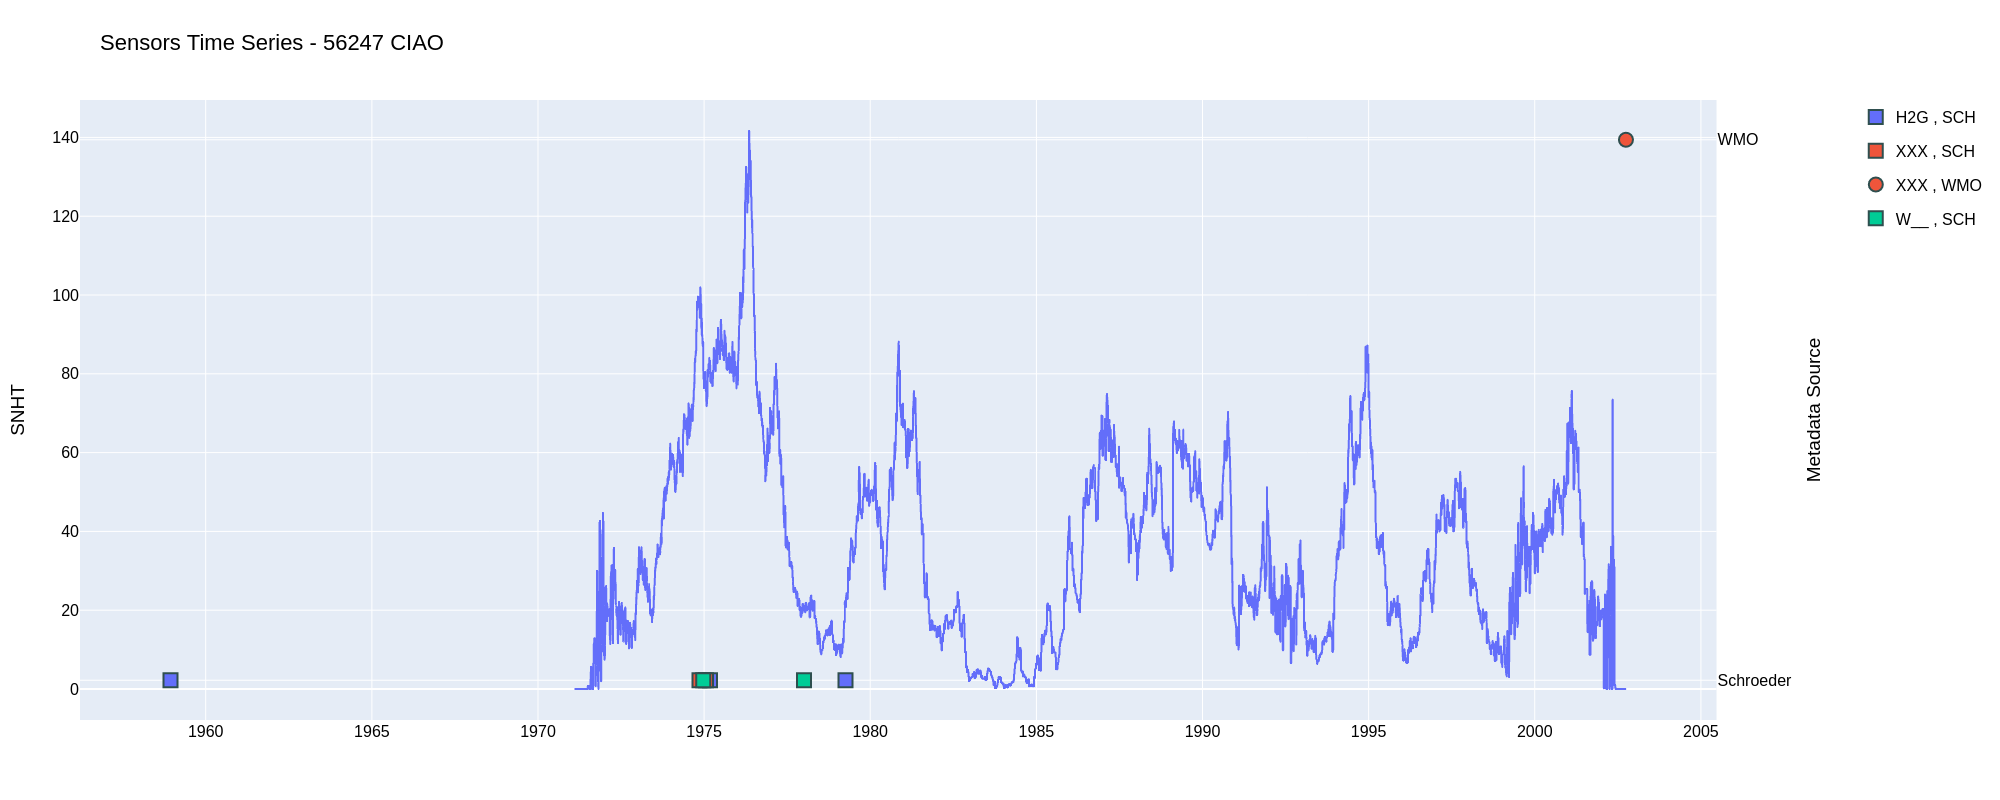 Sensors Time Series - 56247 CIAO
SNHT
140
120
100
80
60
40
20
0
1960
1965
1970
1975
1980
1985
1990
1995
2000
2005
WMO
Schroeder
Metadata Source
H2G , SCH
XXX , SCH
XXX , WMO
W__ , SCH